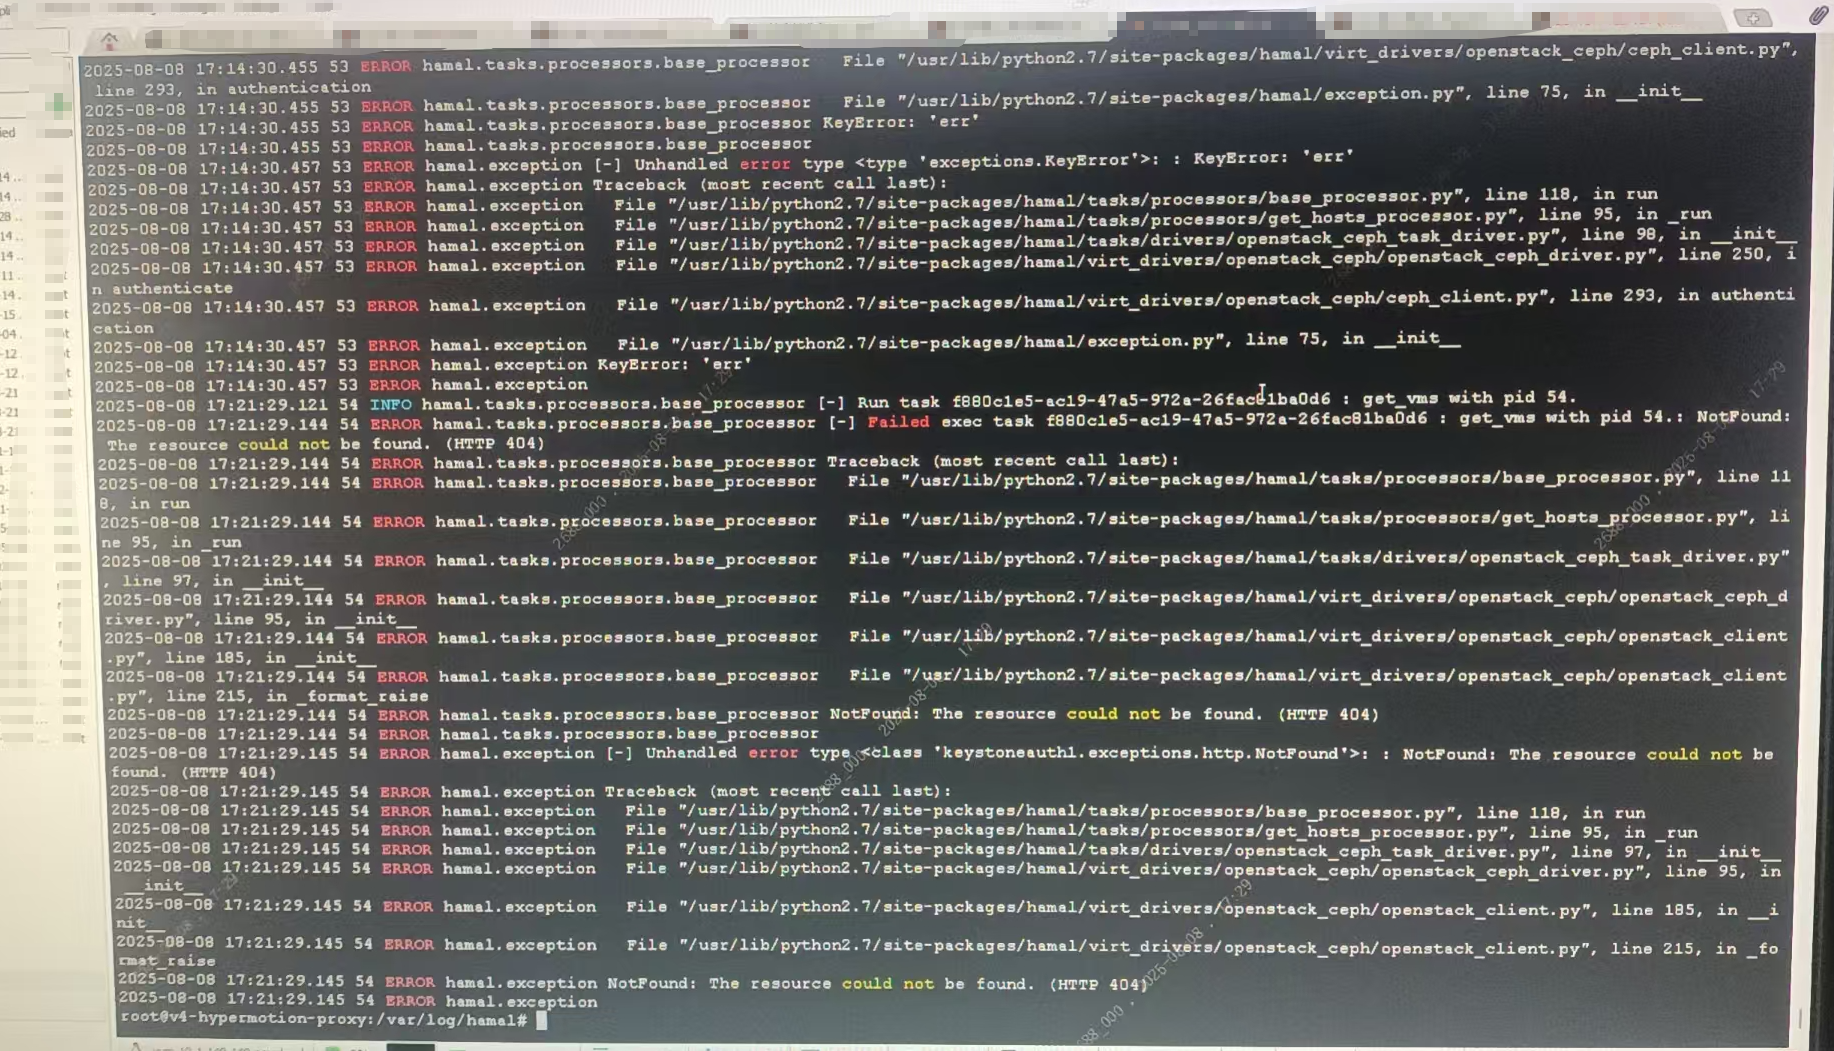 2025-08-08 17:14:30.455 53 ERROR hamal.tasks.processors.base_processor   File "/usr/lib/python2.7/site-packages/hamal/virt_drivers/openstack_ceph/ceph_client.py",
line 293, in authentication
2025-08-08 17:14:30.455 53 ERROR hamal.tasks.processors.base_processor   File "/usr/lib/python2.7/site-packages/hamal/exception.py", line 75, in __init__
2025-08-08 17:14:30.455 53 ERROR hamal.tasks.processors.base_processor KeyError: 'err'
2025-08-08 17:14:30.455 53 ERROR hamal.tasks.processors.base_processor
2025-08-08 17:14:30.457 53 ERROR hamal.exception [-] Unhandled error type <type 'exceptions.KeyError'>: : KeyError: 'err'
2025-08-08 17:14:30.457 53 ERROR hamal.exception Traceback (most recent call last):
2025-08-08 17:14:30.457 53 ERROR hamal.exception   File "/usr/lib/python2.7/site-packages/hamal/tasks/processors/base_processor.py", line 118, in run
2025-08-08 17:14:30.457 53 ERROR hamal.exception   File "/usr/lib/python2.7/site-packages/hamal/tasks/processors/get_hosts_processor.py", line 95, in _run
2025-08-08 17:14:30.457 53 ERROR hamal.exception   File "/usr/lib/python2.7/site-packages/hamal/tasks/drivers/openstack_ceph_task_driver.py", line 98, in __init__
2025-08-08 17:14:30.457 53 ERROR hamal.exception   File "/usr/lib/python2.7/site-packages/hamal/virt_drivers/openstack_ceph/openstack_ceph_driver.py", line 250, i
n authenticate
2025-08-08 17:14:30.457 53 ERROR hamal.exception   File "/usr/lib/python2.7/site-packages/hamal/virt_drivers/openstack_ceph/ceph_client.py", line 293, in authenti
cation
2025-08-08 17:14:30.457 53 ERROR hamal.exception   File "/usr/lib/python2.7/site-packages/hamal/exception.py", line 75, in __init__
2025-08-08 17:14:30.457 53 ERROR hamal.exception KeyError: 'err'
2025-08-08 17:14:30.457 53 ERROR hamal.exception
2025-08-08 17:21:29.121 54 INFO hamal.tasks.processors.base_processor [-] Run task f880c1e5-ac19-47a5-972a-26fac81ba0d6 : get_vms with pid 54.
2025-08-08 17:21:29.144 54 ERROR hamal.tasks.processors.base_processor [-] Failed exec task f880c1e5-ac19-47a5-972a-26fac81ba0d6 : get_vms with pid 54.: NotFound:
The resource could not be found. (HTTP 404)
2025-08-08 17:21:29.144 54 ERROR hamal.tasks.processors.base_processor Traceback (most recent call last):
2025-08-08 17:21:29.144 54 ERROR hamal.tasks.processors.base_processor   File "/usr/lib/python2.7/site-packages/hamal/tasks/processors/base_processor.py", line 11
8, in run
2025-08-08 17:21:29.144 54 ERROR hamal.tasks.processors.base_processor   File "/usr/lib/python2.7/site-packages/hamal/tasks/processors/get_hosts_processor.py", li
ne 95, in _run
2025-08-08 17:21:29.144 54 ERROR hamal.tasks.processors.base_processor   File "/usr/lib/python2.7/site-packages/hamal/tasks/drivers/openstack_ceph_task_driver.py"
, line 97, in __init__
2025-08-08 17:21:29.144 54 ERROR hamal.tasks.processors.base_processor   File "/usr/lib/python2.7/site-packages/hamal/virt_drivers/openstack_ceph/openstack_ceph_d
river.py", line 95, in __init__
2025-08-08 17:21:29.144 54 ERROR hamal.tasks.processors.base_processor   File "/usr/lib/python2.7/site-packages/hamal/virt_drivers/openstack_ceph/openstack_client
.py", line 185, in __init__
2025-08-08 17:21:29.144 54 ERROR hamal.tasks.processors.base_processor   File "/usr/lib/python2.7/site-packages/hamal/virt_drivers/openstack_ceph/openstack_client
.py", line 215, in _format_raise
2025-08-08 17:21:29.144 54 ERROR hamal.tasks.processors.base_processor NotFound: The resource could not be found. (HTTP 404)
2025-08-08 17:21:29.144 54 ERROR hamal.tasks.processors.base_processor
2025-08-08 17:21:29.145 54 ERROR hamal.exception [-] Unhandled error type <class 'keystoneauth1.exceptions.http.NotFound'>: : NotFound: The resource could not be
found. (HTTP 404)
2025-08-08 17:21:29.145 54 ERROR hamal.exception Traceback (most recent call last):
2025-08-08 17:21:29.145 54 ERROR hamal.exception   File "/usr/lib/python2.7/site-packages/hamal/tasks/processors/base_processor.py", line 118, in run
2025-08-08 17:21:29.145 54 ERROR hamal.exception   File "/usr/lib/python2.7/site-packages/hamal/tasks/processors/get_hosts_processor.py", line 95, in _run
2025-08-08 17:21:29.145 54 ERROR hamal.exception   File "/usr/lib/python2.7/site-packages/hamal/tasks/drivers/openstack_ceph_task_driver.py", line 97, in __init__
2025-08-08 17:21:29.145 54 ERROR hamal.exception   File "/usr/lib/python2.7/site-packages/hamal/virt_drivers/openstack_ceph/openstack_ceph_driver.py", line 95, in
__init__
2025-08-08 17:21:29.145 54 ERROR hamal.exception   File "/usr/lib/python2.7/site-packages/hamal/virt_drivers/openstack_ceph/openstack_client.py", line 185, in __i
nit__
2025-08-08 17:21:29.145 54 ERROR hamal.exception   File "/usr/lib/python2.7/site-packages/hamal/virt_drivers/openstack_ceph/openstack_client.py", line 215, in _fo
rmat_raise
2025-08-08 17:21:29.145 54 ERROR hamal.exception NotFound: The resource could not be found. (HTTP 404)
2025-08-08 17:21:29.145 54 ERROR hamal.exception
root@v4-hypermotion-proxy:/var/log/hamal#